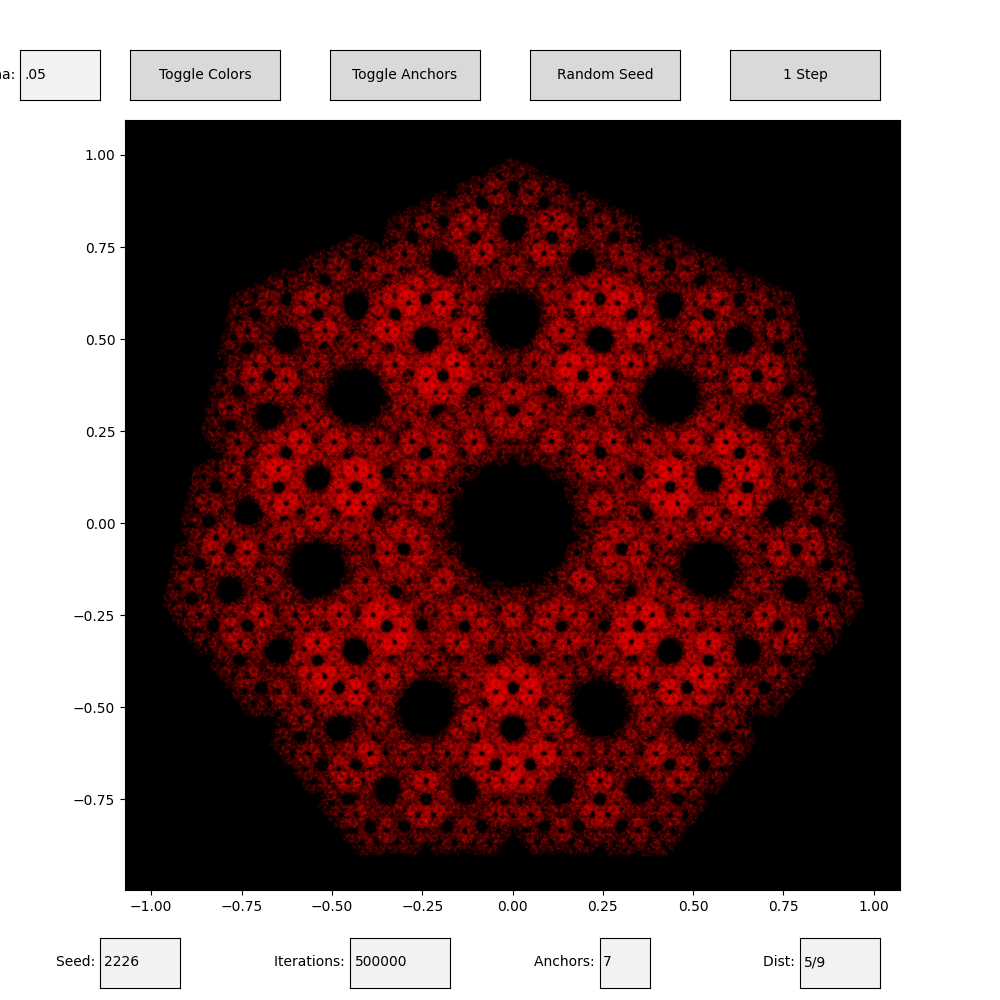 a: .05 Toggle Colors Toggle Anchors Random Seed 1 Step
1.00
0.75
0.50
0.25
0.00
−0.25
−0.50
−0.75
−1.00 −0.75 −0.50 −0.25 0.00 0.25 0.50 0.75 1.00
Seed: 2226 Iterations: 500000 Anchors: 7 Dist: 5/9